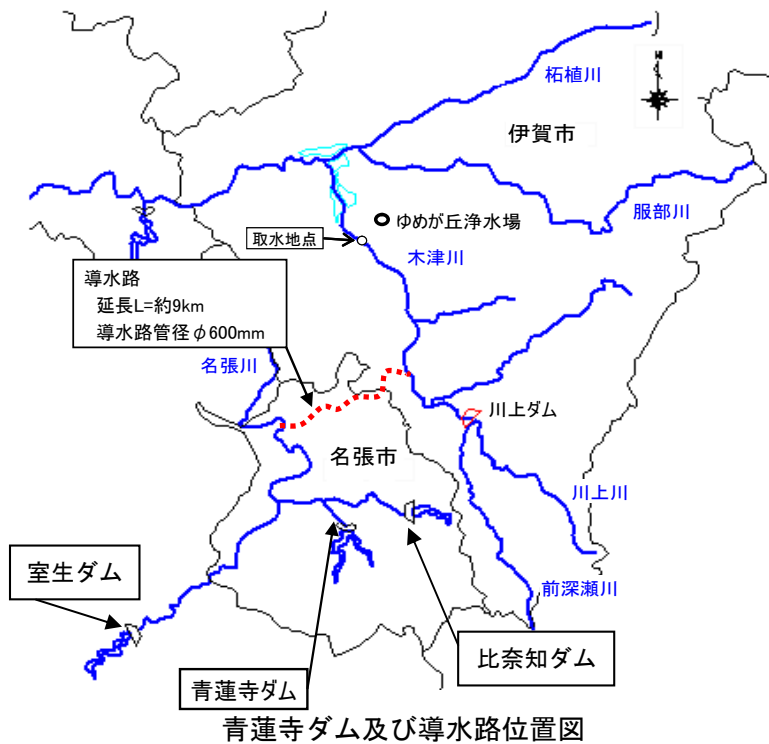 柘植川
N
伊賀市
服部川
ゆめが丘浄水場
取水地点
木津川
導水路
延長L=約9km
導水路管径φ600mm
名張川
川上ダム
名張市
川上川
室生ダム
前深瀬川
比奈知ダム
青蓮寺ダム
青蓮寺ダム及び導水路位置図